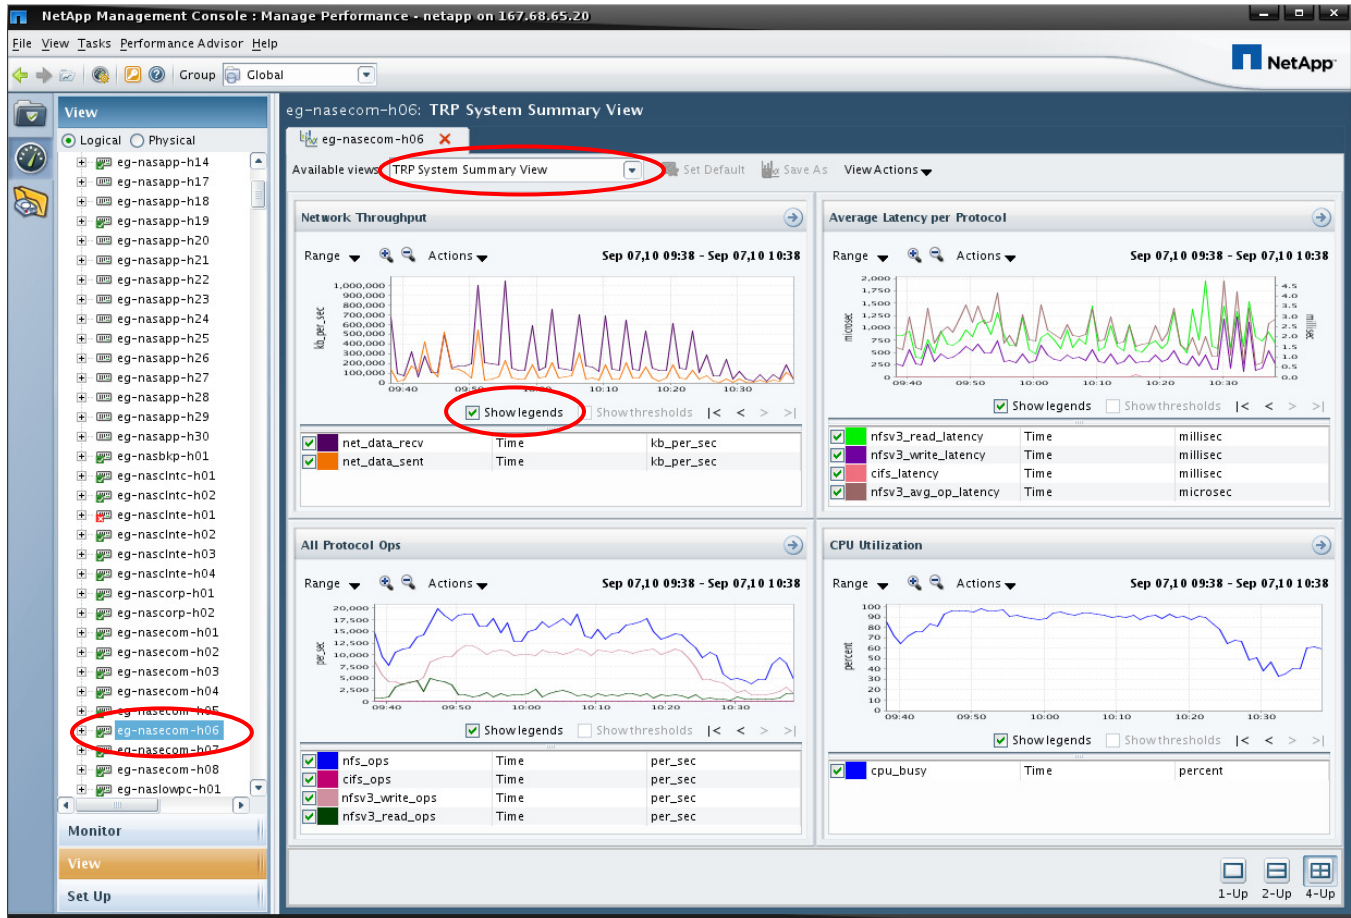 NetApp Management Console : Manage Performance - netapp on 167.68.65.20
File View Tasks Performance Advisor Help
NetApp
Group Global
View
Logical Physical
eg-nasapp-h14
eg-nasapp-h17
eg-nasapp-h18
eg-nasapp-h19
eg-nasapp-h20
eg-nasapp-h21
eg-nasapp-h22
eg-nasapp-h23
eg-nasapp-h24
eg-nasapp-h25
eg-nasapp-h26
eg-nasapp-h27
eg-nasapp-h28
eg-nasapp-h29
eg-nasapp-h30
eg-nasbkp-h01
eg-nasclntc-h01
eg-nasclntc-h02
eg-nasclnte-h01
eg-nasclnte-h02
eg-nasclnte-h03
eg-nasclnte-h04
eg-nascorp-h01
eg-nascorp-h02
eg-nasecom-h01
eg-nasecom-h02
eg-nasecom-h03
eg-nasecom-h04
eg-nasecom-h05
eg-nasecom-h06
eg-nasecom-h07
eg-nasecom-h08
eg-naslowpc-h01
Monitor
View
Set Up
eg-nasecom-h06: TRP System Summary View
eg-nasecom-h06
Available views TRP System Summary View Set Default Save As View Actions
Network Throughput
Range Actions Sep 07,10 09:38 - Sep 07,10 10:38
kb_per_sec
1,000,000
900,000
800,000
700,000
600,000
500,000
400,000
300,000
200,000
100,000
0
09:40 09:50 10:00 10:10 10:20 10:30
Show legends Show thresholds |< < > >|
net_data_recv Time kb_per_sec
net_data_sent Time kb_per_sec
Average Latency per Protocol
Range Actions Sep 07,10 09:38 - Sep 07,10 10:38
microsec
2,000
1,750
1,500
1,250
1,000
750
500
250
0
4.5
4.0
3.5
3.0
2.5
2.0
1.5
1.0
0.5
0.0
millisec
09:40 09:50 10:00 10:10 10:20 10:30
Show legends Show thresholds |< < > >|
nfsv3_read_latency Time millisec
nfsv3_write_latency Time millisec
cifs_latency Time millisec
nfsv3_avg_op_latency Time microsec
All Protocol Ops
Range Actions Sep 07,10 09:38 - Sep 07,10 10:38
per_sec
20,000
17,500
15,000
12,500
10,000
7,500
5,000
2,500
0
09:40 09:50 10:00 10:10 10:20 10:30
Show legends Show thresholds |< < > >|
nfs_ops Time per_sec
cifs_ops Time per_sec
nfsv3_write_ops Time per_sec
nfsv3_read_ops Time per_sec
CPU Utilization
Range Actions Sep 07,10 09:38 - Sep 07,10 10:38
percent
100
90
80
70
60
50
40
30
20
10
0
09:40 09:50 10:00 10:10 10:20 10:30
Show legends Show thresholds |< < > >|
cpu_busy Time percent
1-Up 2-Up 4-Up